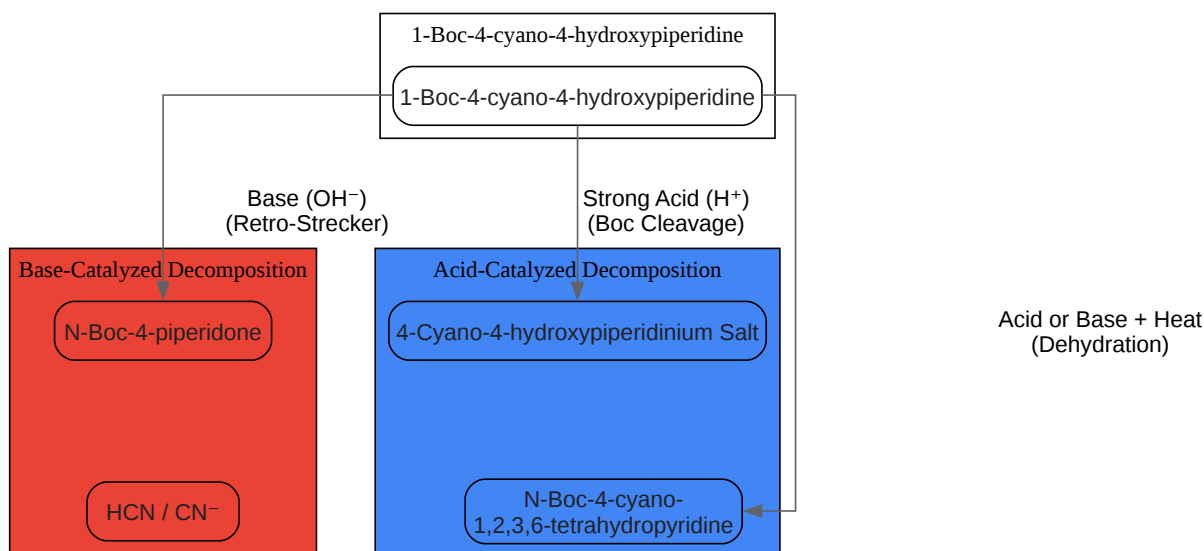 1-Boc-4-cyano-4-hydroxypiperidine
1-Boc-4-cyano-4-hydroxypiperidine
Base (OH⁻)
(Retro-Strecker)
Strong Acid (H⁺)
(Boc Cleavage)
Base-Catalyzed Decomposition
N-Boc-4-piperidone
HCN / CN⁻
Acid-Catalyzed Decomposition
4-Cyano-4-hydroxypiperidinium Salt
N-Boc-4-cyano-
1,2,3,6-tetrahydropyridine
Acid or Base + Heat
(Dehydration)